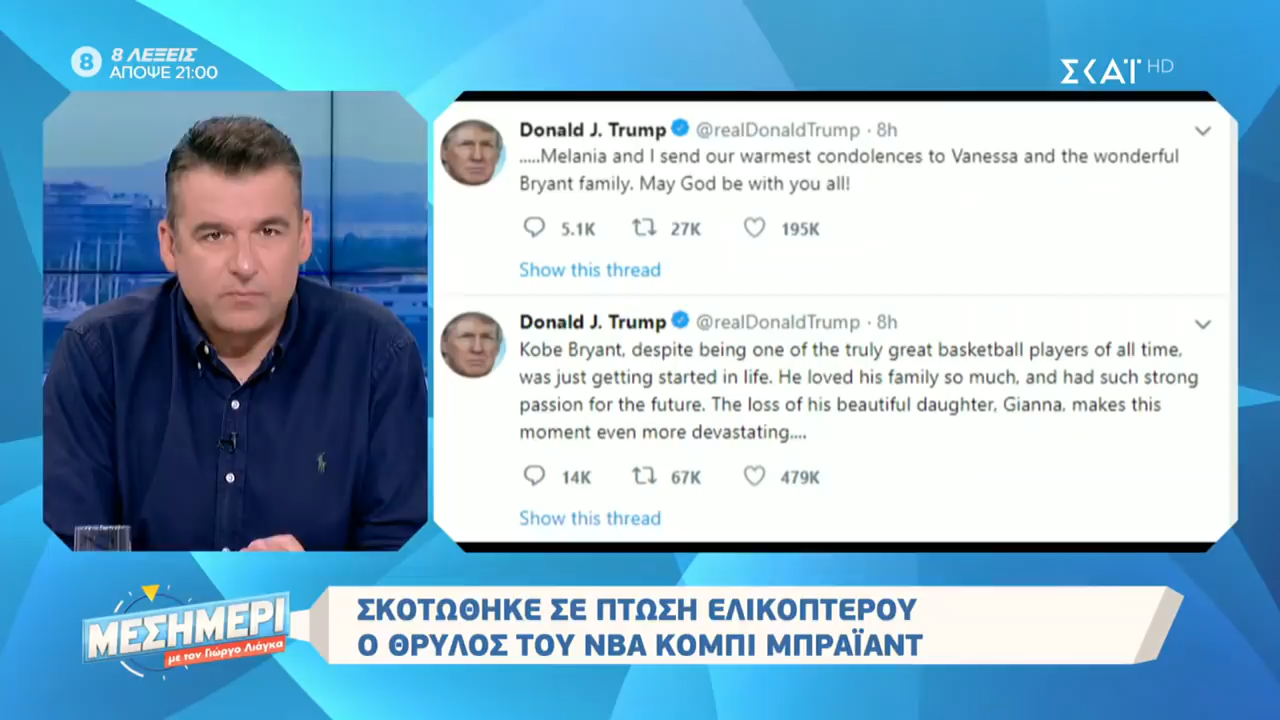 8
8 ΛΕΞΕΙΣ
ΑΠΟΨΕ 21:00
ΣΚΑΪ HD
Donald J. Trump @realDonaldTrump · 8h
.....Melania and I send our warmest condolences to Vanessa and the wonderful
Bryant family. May God be with you all!
5.1K 27K 195K
Show this thread
Donald J. Trump @realDonaldTrump · 8h
Kobe Bryant, despite being one of the truly great basketball players of all time,
was just getting started in life. He loved his family so much, and had such strong
passion for the future. The loss of his beautiful daughter, Gianna, makes this
moment even more devastating....
14K 67K 479K
Show this thread
ΜΕΣΗΜΕΡΙ
με τον Γιώργο Λιάγκα
ΣΚΟΤΩΘΗΚΕ ΣΕ ΠΤΩΣΗ ΕΛΙΚΟΠΤΕΡΟΥ
Ο ΘΡΥΛΟΣ ΤΟΥ NBA ΚΟΜΠΙ ΜΠΡΑΪΑΝΤ